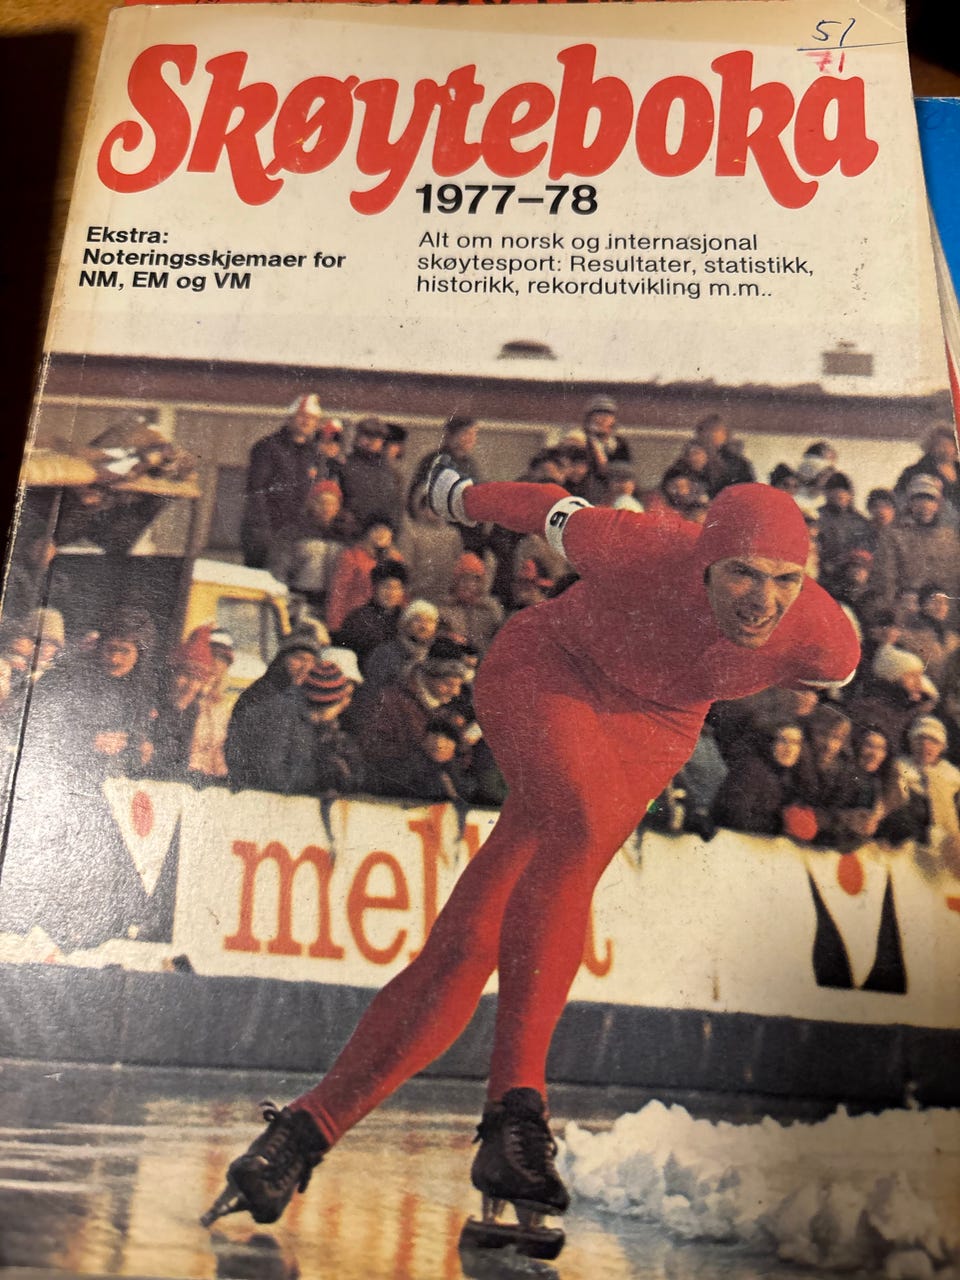 51
71
Skøyteboka
1977–78
Ekstra:
Noteringsskjemaer for
NM, EM og VM
Alt om norsk og internasjonal
skøytesport: Resultater, statistikk,
historikk, rekordutvikling m.m..